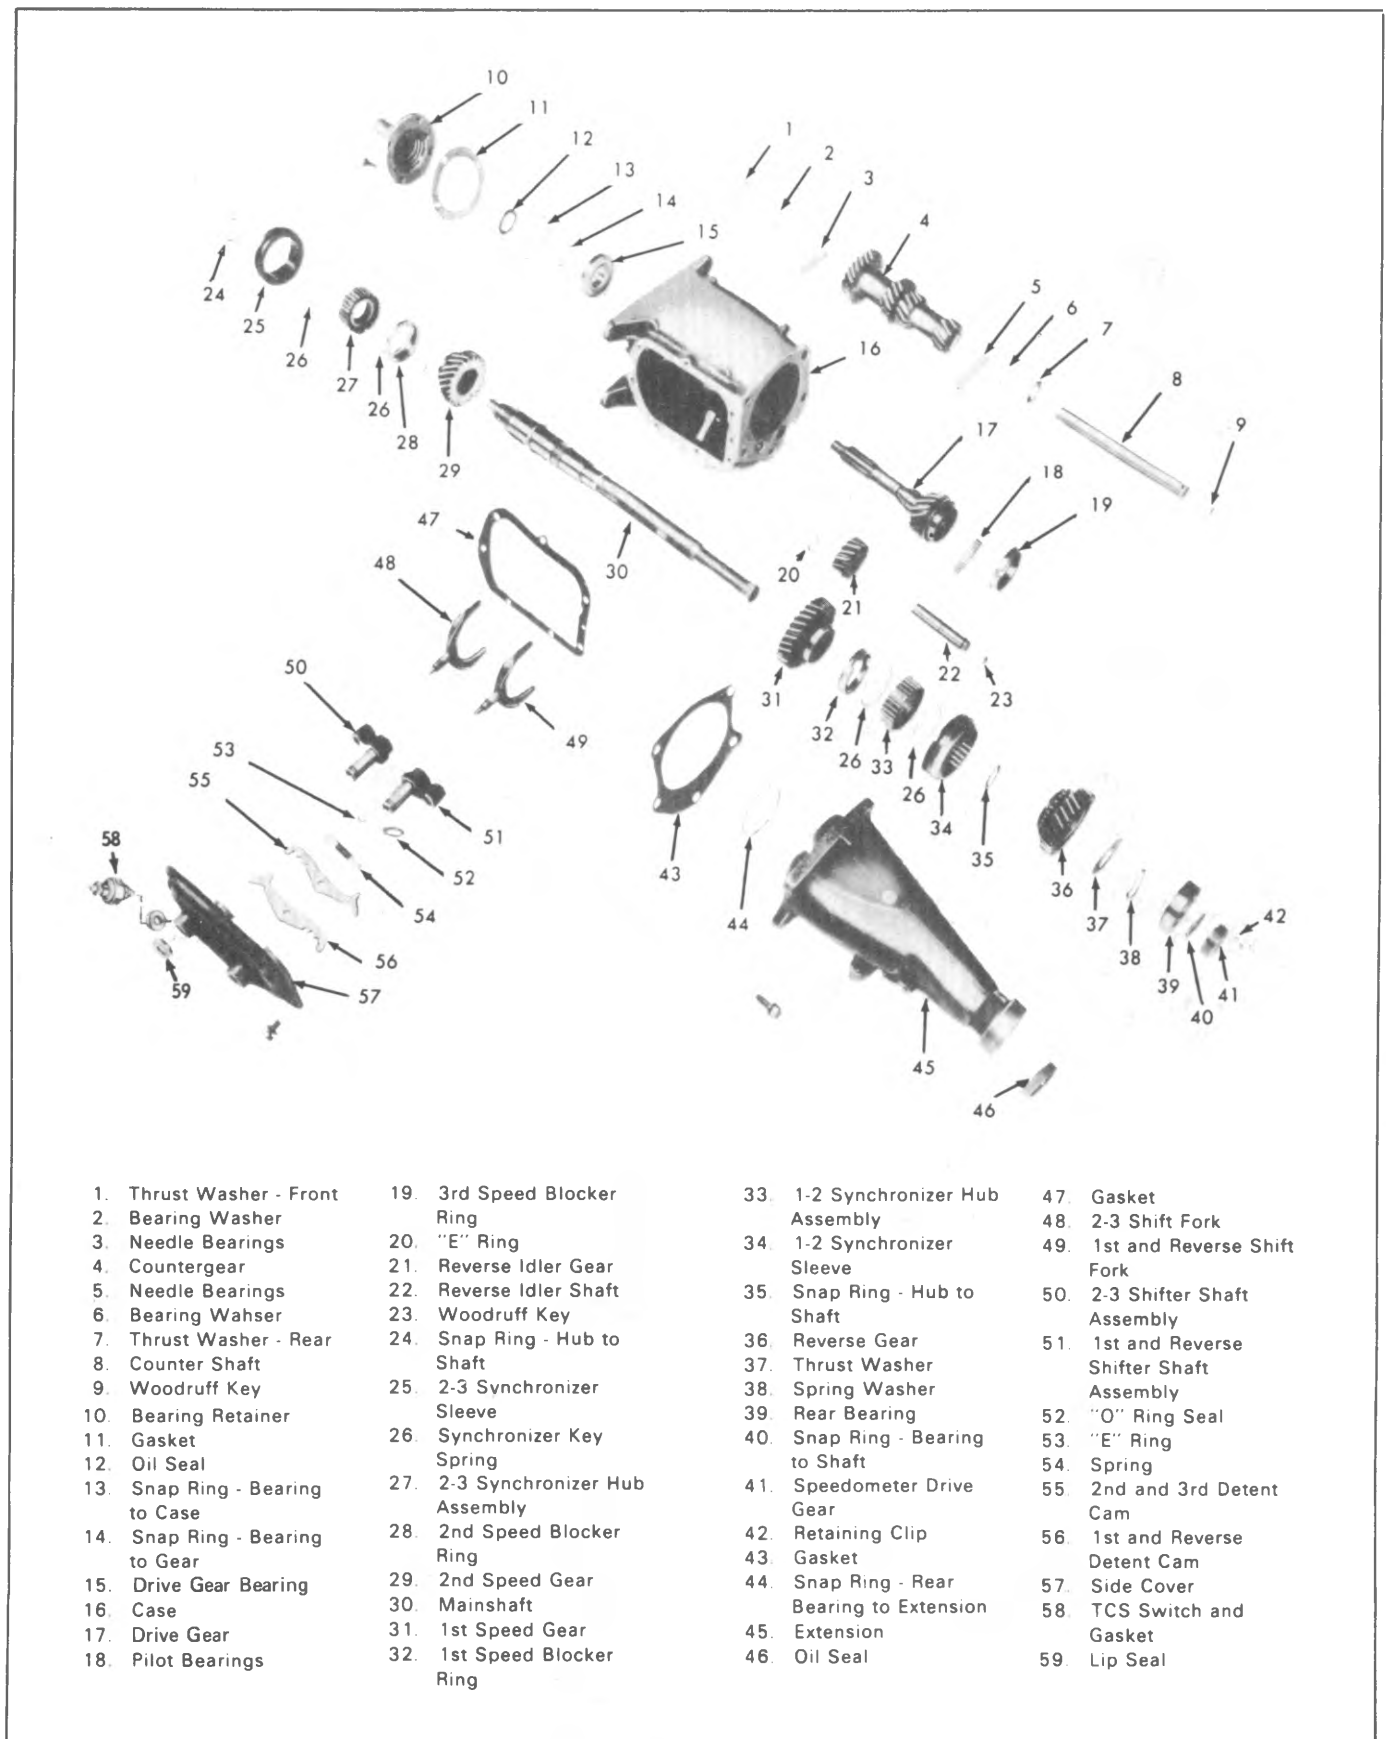 10
11
12
13
14
15
1
2
3
4
5
6
7
8
9
16
17
18
19
20
21
22
23
24
25
26
27
26
28
29
30
31
32
26
33
26
34
35
36
37
38
39
40
41
42
43
44
45
46
47
48
49
50
51
52
53
54
55
56
57
58
59
1. Thrust Washer - Front
2. Bearing Washer
3. Needle Bearings
4. Countergear
5. Needle Bearings
6. Bearing Wahser
7. Thrust Washer - Rear
8. Counter Shaft
9. Woodruff Key
10. Bearing Retainer
11. Gasket
12. Oil Seal
13. Snap Ring - Bearing
to Case
14. Snap Ring - Bearing
to Gear
15. Drive Gear Bearing
16. Case
17. Drive Gear
18. Pilot Bearings
19. 3rd Speed Blocker
Ring
20. "E" Ring
21. Reverse Idler Gear
22. Reverse Idler Shaft
23. Woodruff Key
24. Snap Ring - Hub to
Shaft
25. 2-3 Synchronizer
Sleeve
26. Synchronizer Key
Spring
27. 2-3 Synchronizer Hub
Assembly
28. 2nd Speed Blocker
Ring
29. 2nd Speed Gear
30. Mainshaft
31. 1st Speed Gear
32. 1st Speed Blocker
Ring
33. 1-2 Synchronizer Hub
Assembly
34. 1-2 Synchronizer
Sleeve
35. Snap Ring - Hub to
Shaft
36. Reverse Gear
37. Thrust Washer
38. Spring Washer
39. Rear Bearing
40. Snap Ring - Bearing
to Shaft
41. Speedometer Drive
Gear
42. Retaining Clip
43. Gasket
44. Snap Ring - Rear
Bearing to Extension
45. Extension
46. Oil Seal
47. Gasket
48. 2-3 Shift Fork
49. 1st and Reverse Shift
Fork
50. 2-3 Shifter Shaft
Assembly
51. 1st and Reverse
Shifter Shaft
Assembly
52. "O" Ring Seal
53. "E" Ring
54. Spring
55. 2nd and 3rd Detent
Cam
56. 1st and Reverse
Detent Cam
57. Side Cover
58. TCS Switch and
Gasket
59. Lip Seal